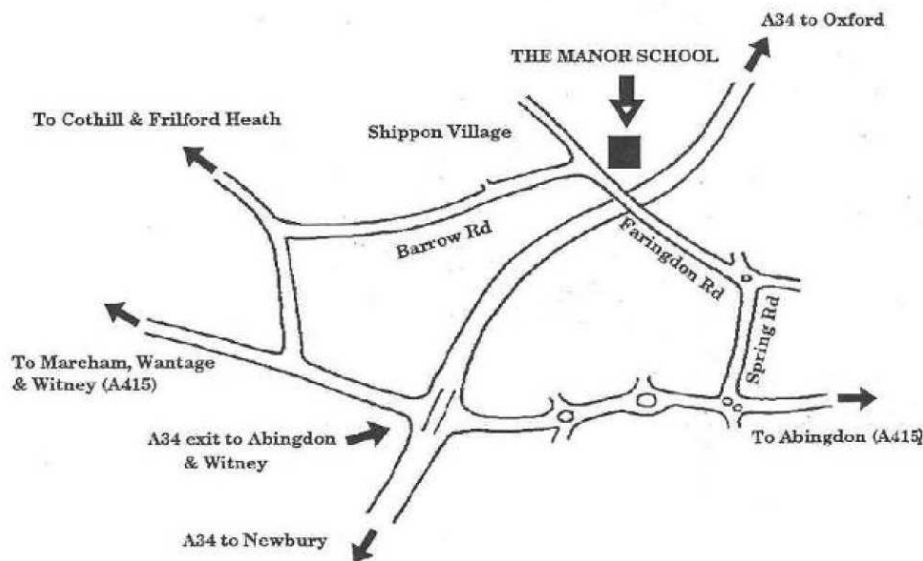 A34 to Oxford
THE MANOR SCHOOL
To Cothill & Frilford Heath
Shippon Village
Barrow Rd
Faringdon Rd
Spring Rd
To Marcham, Wantage
& Witney (A415)
A34 exit to Abingdon
& Witney
To Abingdon (A415)
A34 to Newbury